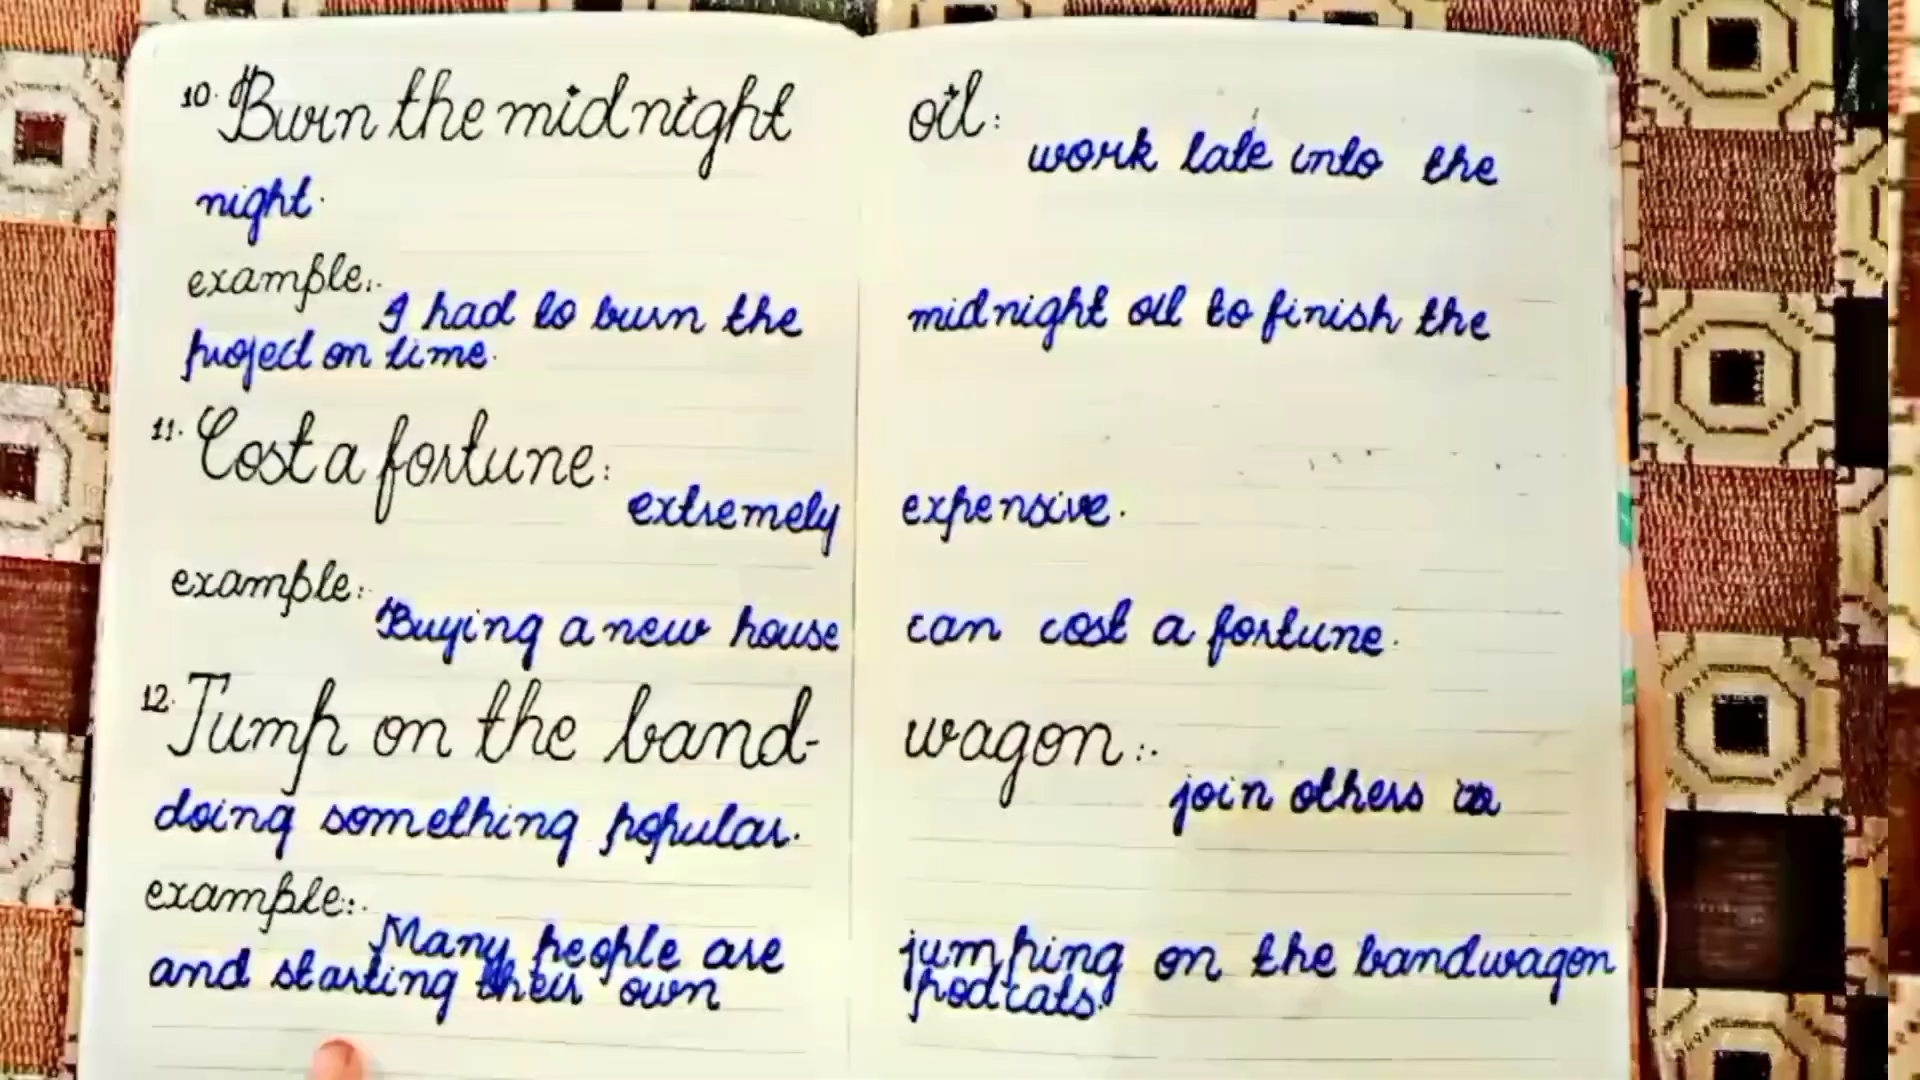 10. Burn the midnight oil:
work late into the
night.
example:-
I had to burn the midnight oil to finish the
project on time.
11. Cost a fortune:
extremely expensive.
example:-
Buying a new house can cost a fortune.
12. Jump on the band-wagon:-
join others in
doing something popular.
example:-
Many people are jumping on the bandwagon
and starting their own podcats.